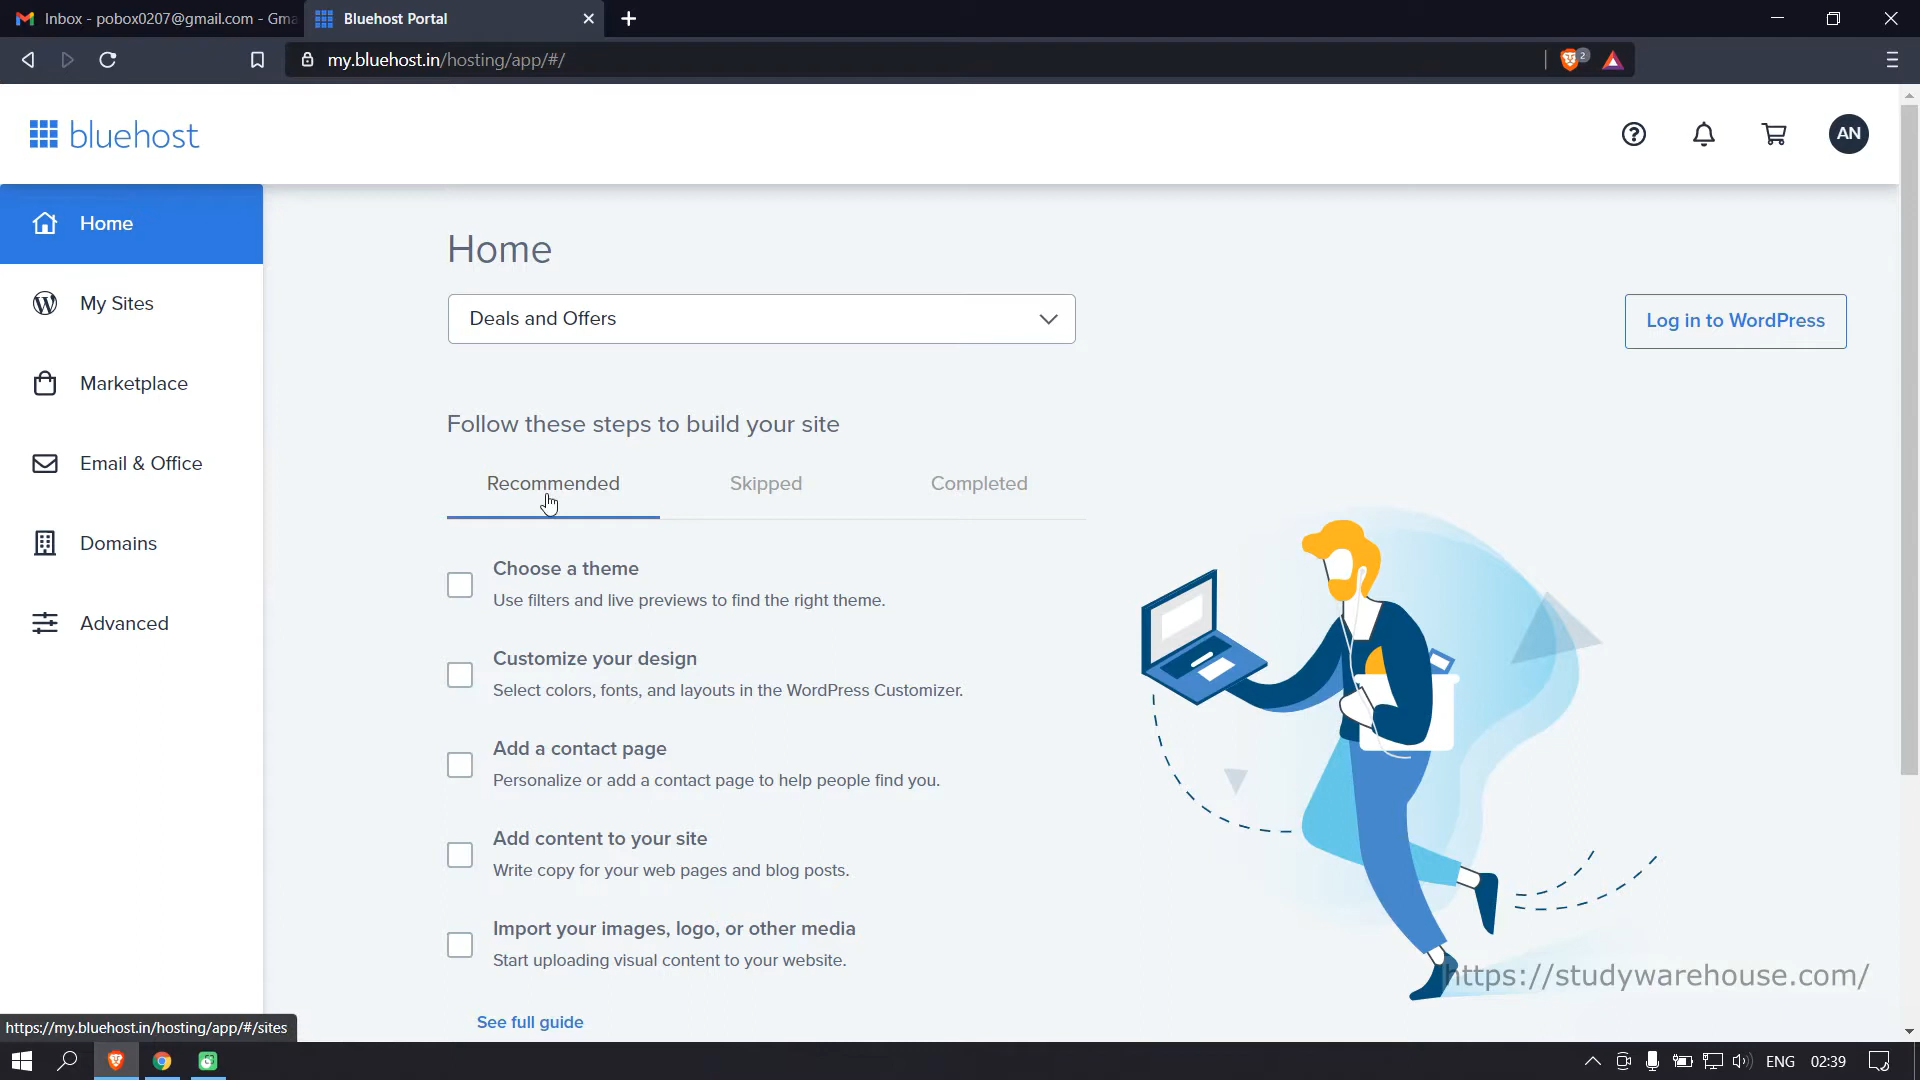 Inbox - pobox0207@gmail.com - Gma
Bluehost Portal
my.bluehost.in/hosting/app/#/
2
bluehost
AN
Home
My Sites
Marketplace
Email & Office
Domains
Advanced
Home
Deals and Offers
Log in to WordPress
Follow these steps to build your site
Recommended
Skipped
Completed
Choose a theme
Use filters and live previews to find the right theme.
Customize your design
Select colors, fonts, and layouts in the WordPress Customizer.
Add a contact page
Personalize or add a contact page to help people find you.
Add content to your site
Write copy for your web pages and blog posts.
Import your images, logo, or other media
Start uploading visual content to your website.
See full guide
https://studywarehouse.com/
https://my.bluehost.in/hosting/app/#/sites
ENG
02:39